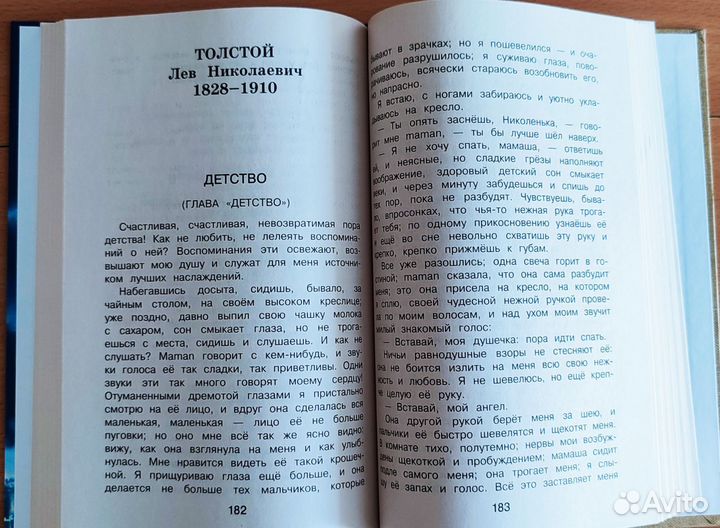 ТОЛСТОЙ
Лев Николаевич
1828–1910
ДЕТСТВО
(ГЛАВА «ДЕТСТВО»)
Счастливая, счастливая, невозвратимая пора
детства! Как не любить, не лелеять воспоминаний
о ней? Воспоминания эти освежают, воз-
вышают мою душу и служат для меня источни-
ком лучших наслаждений.
Набегавшись досыта, сидишь, бывало, за
чайным столом, на своём высоком креслице;
уже поздно, давно выпил свою чашку молока
с сахаром, сон смыкает глаза, но не трога-
ешься с места, сидишь и слушаешь. И как не
слушать? Maman говорит с кем-нибудь, и зву-
ки голоса её так сладки, так приветливы. Одни
звуки эти так много говорят моему сердцу!
Отуманенными дремотой глазами я пристально
смотрю на её лицо, и вдруг она сделалась вся
маленькая, маленькая — лицо её не больше
пуговки; но оно мне всё так же ясно видно:
вижу, как она взглянула на меня и как улыб-
нулась. Мне нравится видеть её такой крошеч-
ной. Я прищуриваю глаза ещё больше, и она
делается не больше тех мальчиков, которые
182
бывают в зрачках; но я пошевелился — и оча-
рование разрушилось; я суживаю глаза, пово-
рачиваюсь, всячески стараюсь возобновить его,
но напрасно.
Я встаю, с ногами забираюсь и уютно укла-
дываюсь на кресло.
— Ты опять заснёшь, Николенька, — гово-
рит мне maman, — ты бы лучше шёл наверх.
— Я не хочу спать, мамаша, — ответишь
ей, и неясные, но сладкие грёзы наполняют
воображение, здоровый детский сон смыкает
веки, и через минуту забудешься и спишь до
тех пор, пока не разбудят. Чувствуешь, быва-
ло, впросонках, что чья-то нежная рука трога-
ет тебя; по одному прикосновению узнаёшь её
и ещё во сне невольно схватишь эту руку и
крепко, крепко прижмёшь к губам.
Все уже разошлись; одна свеча горит в го-
стиной; maman сказала, что она сама разбудит
меня; это она присела на кресло, на котором
я сплю, своей чудесной нежной ручкой прове-
ла по моим волосам, и над ухом моим звучит
милый знакомый голос:
— Вставай, моя душечка: пора идти спать.
Ничьи равнодушные взоры не стесняют её:
она не боится излить на меня всю свою неж-
ность и любовь. Я не шевелюсь, но ещё креп-
че целую её руку.
— Вставай, мой ангел.
Она другой рукой берёт меня за шею, и
пальчики её быстро шевелятся и щекотят меня.
В комнате тихо, полутемно; нервы мои возбуж-
дены щекоткой и пробуждением; мамаша сидит
подле самого меня; она трогает меня; я слы-
шу её запах и голос. Всё это заставляет меня
183
Avito